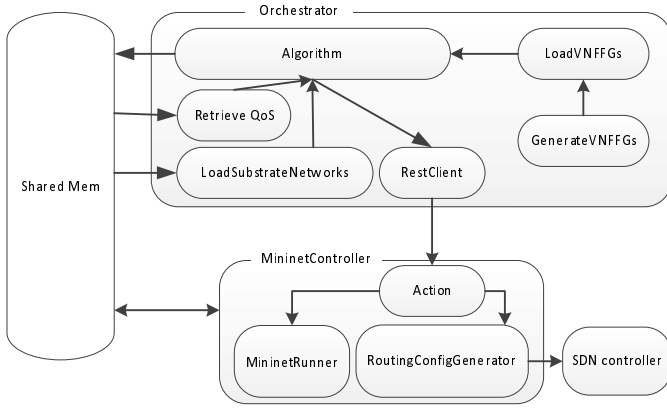 Orchestrator
Algorithm
LoadVNFFGs
Retrieve QoS
GenerateVNFFGs
LoadSubstrateNetworks
RestClient
Shared Mem
MininetController
Action
MininetRunner
RoutingConfigGenerator
SDN controller